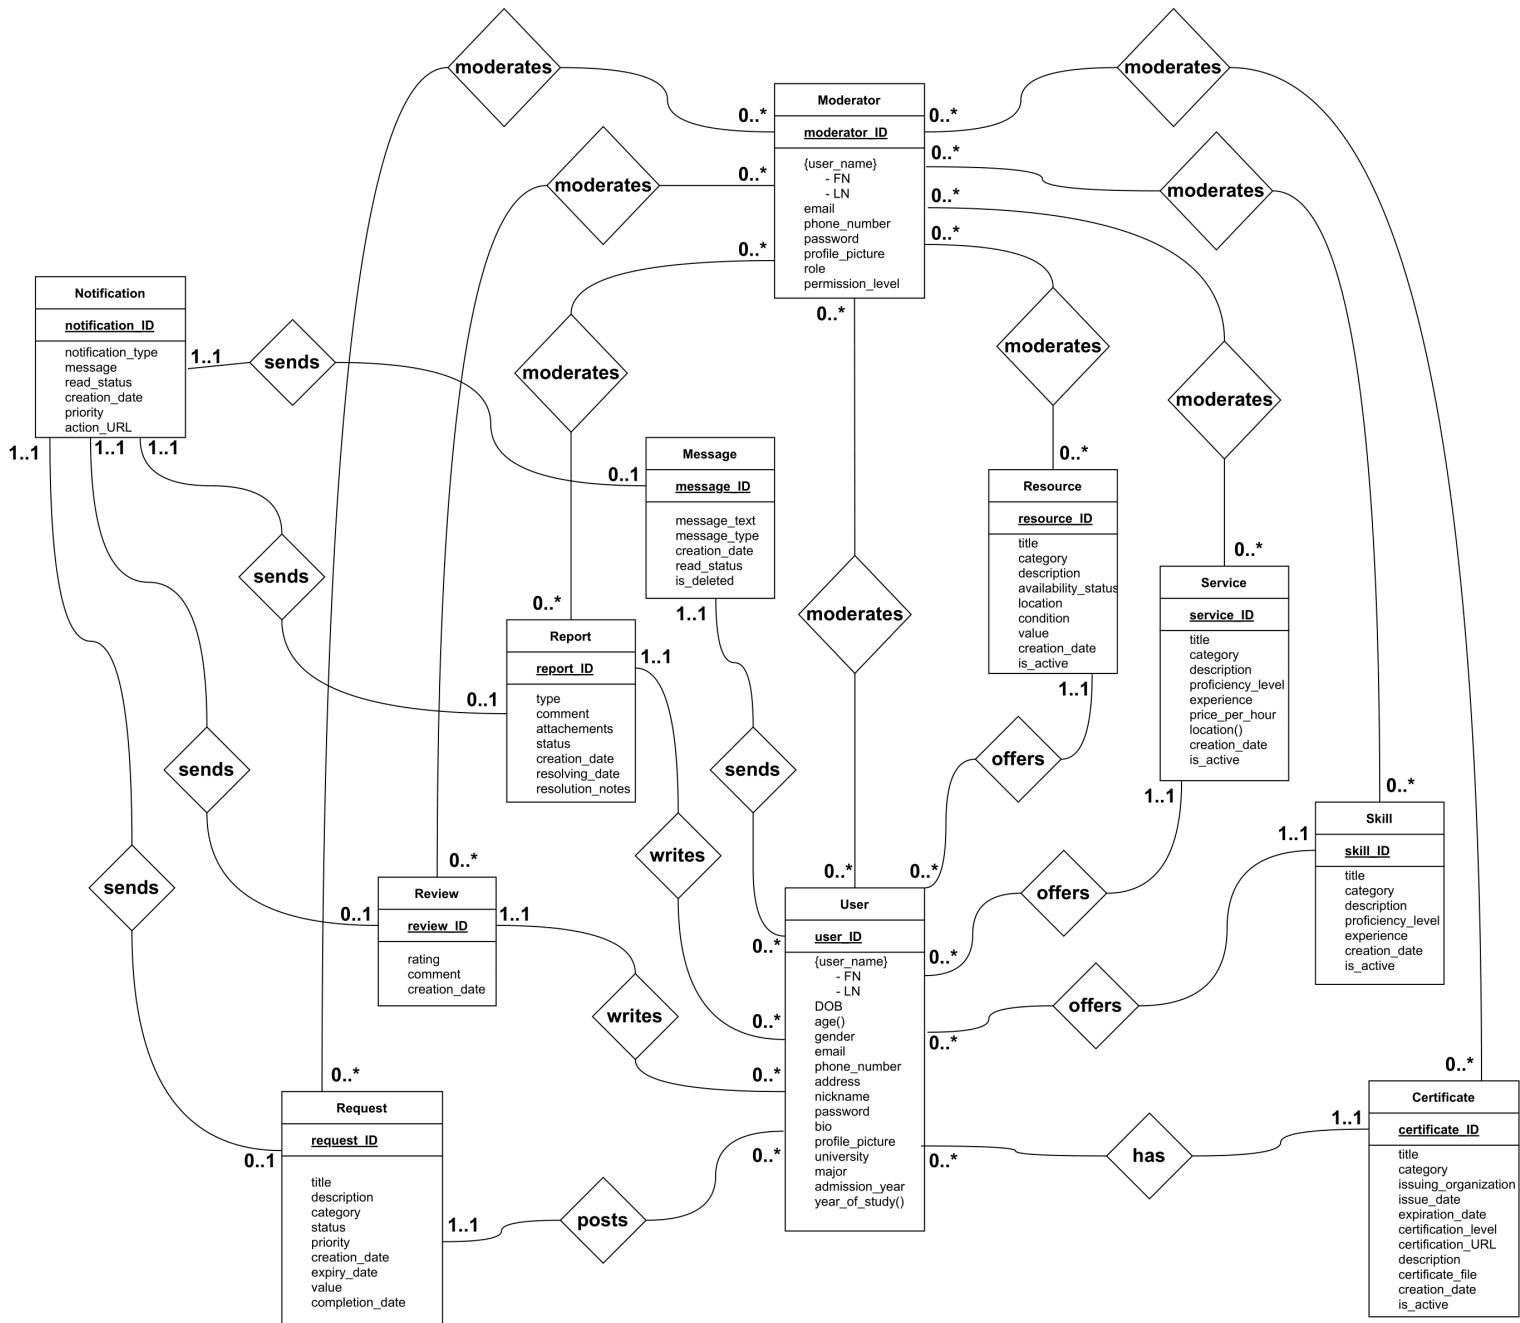 moderates
moderates
Moderator
moderator_ID
{user_name}
- FN
- LN
email
phone_number
password
profile_picture
role
permission_level
0..*
0..*
0..*
0..*
0..*
0..*
0..*
0..*
moderates
moderates
Notification
notification_ID
notification_type
message
read_status
creation_date
priority
action_URL
1..1
1..1
1..1
1..1
sends
moderates
moderates
moderates
Message
message_ID
message_text
message_type
creation_date
read_status
is_deleted
0..1
1..1
0..*
Resource
resource_ID
title
category
description
availability_status
location
condition
value
creation_date
is_active
1..1
0..*
Service
service_ID
title
category
description
proficiency_level
experience
price_per_hour
location()
creation_date
is_active
1..1
sends
0..*
Report
report_ID
type
comment
attachements
status
creation_date
resolving_date
resolution_notes
1..1
0..1
moderates
sends
sends
offers
0..*
Skill
skill_ID
title
category
description
proficiency_level
experience
creation_date
is_active
1..1
sends
writes
offers
0..*
Review
review_ID
rating
comment
creation_date
0..1
1..1
0..*
0..*
User
user_ID
{user_name}
- FN
- LN
DOB
age()
gender
email
phone_number
address
nickname
password
bio
profile_picture
university
major
admission_year
year_of_study()
0..*
0..*
0..*
0..*
0..*
0..*
0..*
writes
offers
0..*
Request
request_ID
title
description
category
status
priority
creation_date
expiry_date
value
completion_date
0..1
1..1
posts
has
0..*
Certificate
certificate_ID
title
category
issuing_organization
issue_date
expiration_date
certification_level
certification_URL
description
certificate_file
creation_date
is_active
1..1